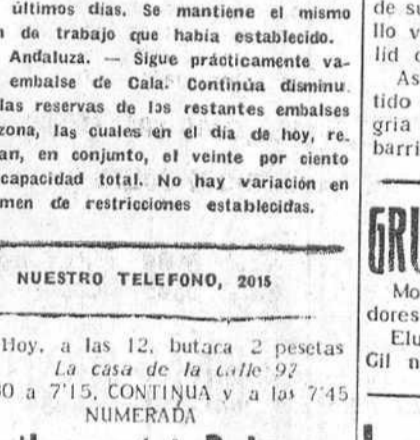 últimos días. Se mantiene el mismo
de trabajo que había establecido.
Andaluza. — Sigue prácticamente va-
embalse de Cala. Continúa disminu.
las reservas de los restantes embalses
zona, las cuales en el día de hoy, re.
an, en conjunto, el veinte por ciento
capacidad total. No hay variación en
men de restricciones establecidas.
NUESTRO TELEFONO, 2015
Hoy, a las 12, butaca 2 pesetas
La casa de la calle 92
30 a 7'15, CONTINUA y a las 7'45
NUMERADA
de su
llo v
lid
As
tido
gria
barri
GRU
Mo
dores
Elu
Gil n